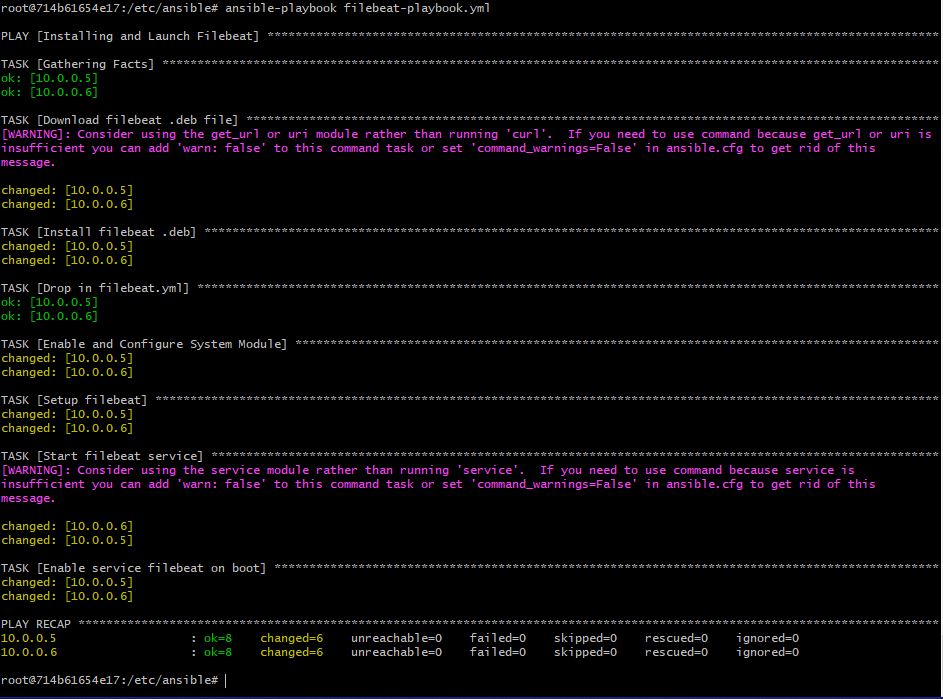 root@714b61654e17:/etc/ansible# ansible-playbook filebeat-playbook.yml
PLAY [Installing and Launch Filebeat] ************************************************************************************************
TASK [Gathering Facts] ***************************************************************************************************************
ok: [10.0.0.5]
ok: [10.0.0.6]
TASK [Download filebeat .deb file] ***************************************************************************************************
[WARNING]: Consider using the get_url or uri module rather than running 'curl'.  If you need to use command because get_url or uri is
insufficient you can add 'warn: false' to this command task or set 'command_warnings=False' in ansible.cfg to get rid of this
message.
changed: [10.0.0.5]
changed: [10.0.0.6]
TASK [Install filebeat .deb] *********************************************************************************************************
changed: [10.0.0.5]
changed: [10.0.0.6]
TASK [Drop in filebeat.yml] **********************************************************************************************************
ok: [10.0.0.5]
ok: [10.0.0.6]
TASK [Enable and Configure System Module] ********************************************************************************************
changed: [10.0.0.5]
changed: [10.0.0.6]
TASK [Setup filebeat] ****************************************************************************************************************
changed: [10.0.0.5]
changed: [10.0.0.6]
TASK [Start filebeat service] ********************************************************************************************************
[WARNING]: Consider using the service module rather than running 'service'.  If you need to use command because service is
insufficient you can add 'warn: false' to this command task or set 'command_warnings=False' in ansible.cfg to get rid of this
message.
changed: [10.0.0.6]
changed: [10.0.0.5]
TASK [Enable service filebeat on boot] ***********************************************************************************************
changed: [10.0.0.5]
changed: [10.0.0.6]
PLAY RECAP ***************************************************************************************************************************
10.0.0.5                   : ok=8    changed=6    unreachable=0    failed=0    skipped=0    rescued=0    ignored=0
10.0.0.6                   : ok=8    changed=6    unreachable=0    failed=0    skipped=0    rescued=0    ignored=0
root@714b61654e17:/etc/ansible#